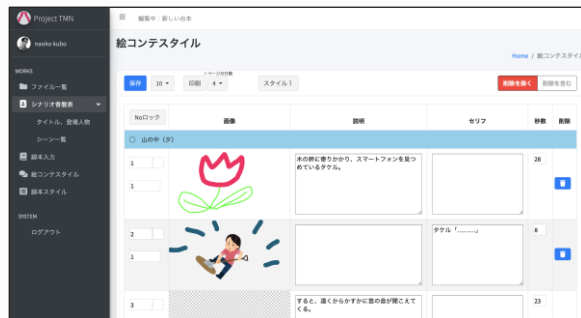 Project TMN
編集中：新しい台本
naoko kubo
絵コンテスタイル
Home / 絵コンテスタイ
WORKS
ファイル一覧
シナリオ香盤表
タイトル、登場人物
シーン一覧
脚本入力
絵コンテスタイル
脚本スタイル
SYSTEM
ログアウト
1ページの行数
保存 10 印刷 4 スタイル1 削除を除く 削除を含む
Noロック 画像 説明 セリフ 秒数 削除
山の中（夕）
1 木の幹に寄りかかり、スマートフォンを見つ 28
めているタケル。
1
2 タケル「………」 8
1
3 すると、遠くからかすかに笛の音が聞こえて 23
くる。